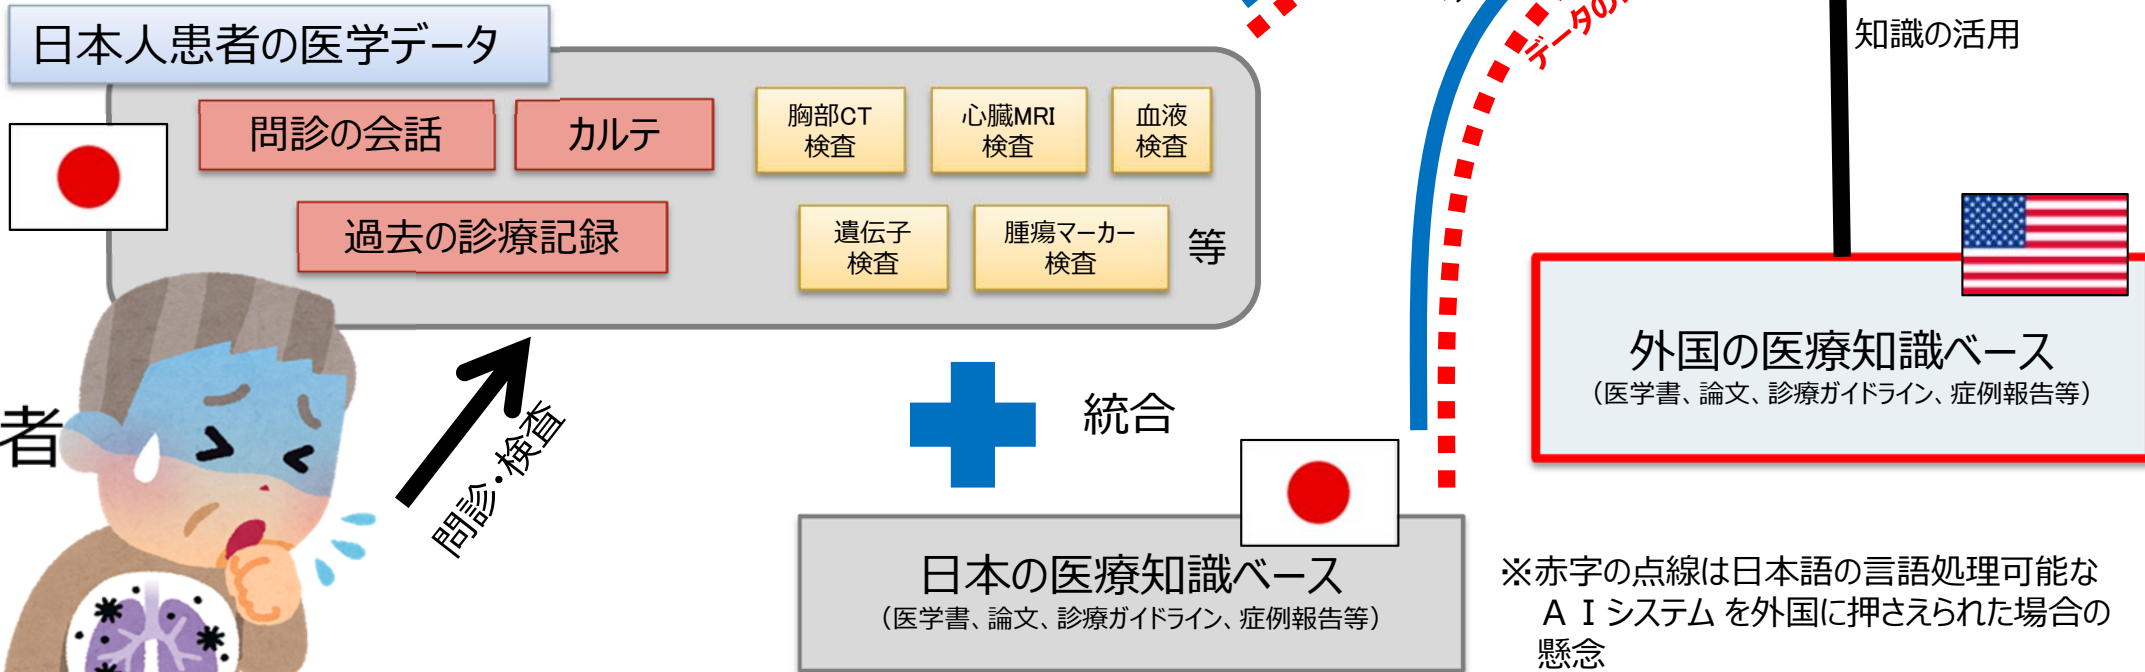 日本人患者の医学データ
問診の会話
カルテ
過去の診療記録
胸部CT
検査
心臓MRI
検査
血液
検査
遺伝子
検査
腫瘍マーカー
検査
等
データの
知識の活用
者
問診・検査
統合
外国の医療知識ベース
（医学書、論文、診療ガイドライン、症例報告等）
日本の医療知識ベース
（医学書、論文、診療ガイドライン、症例報告等）
※赤字の点線は日本語の言語処理可能な
ＡＩシステムを外国に押さえられた場合の
懸念